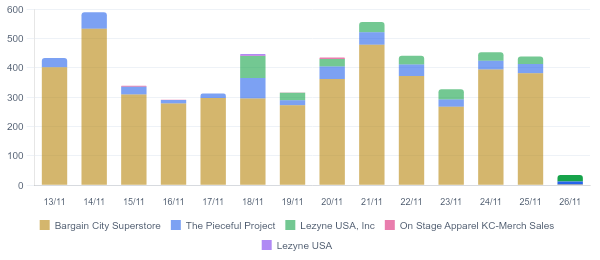 600
500
400
300
200
100
0
13/11 14/11 15/11 16/11 17/11 18/11 19/11 20/11 21/11 22/11 23/11 24/11 25/11 26/11
Bargain City Superstore The Pieceful Project Lezyne USA, Inc On Stage Apparel KC-Merch Sales
Lezyne USA